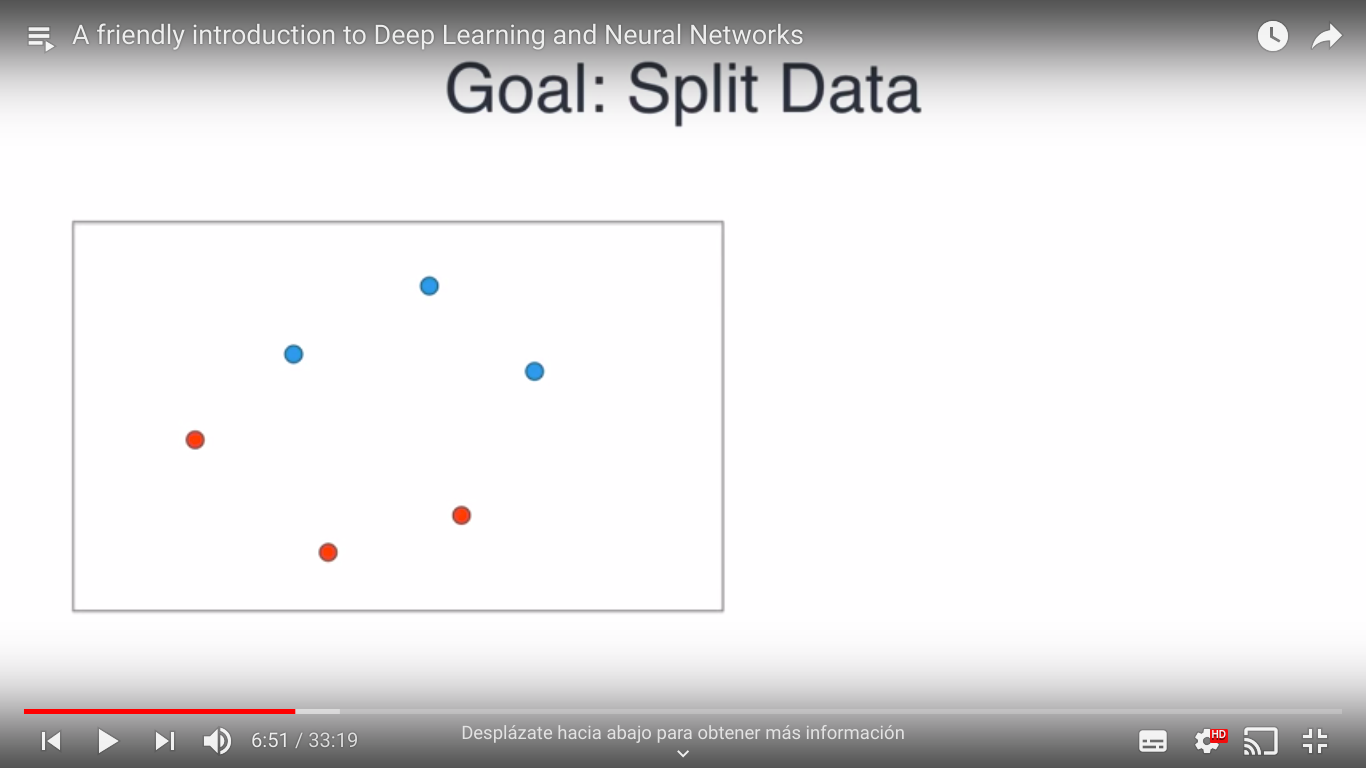 A friendly introduction to Deep Learning and Neural Networks
Goal: Split Data
6:51 / 33:19
Desplázate hacia abajo para obtener más información
HD